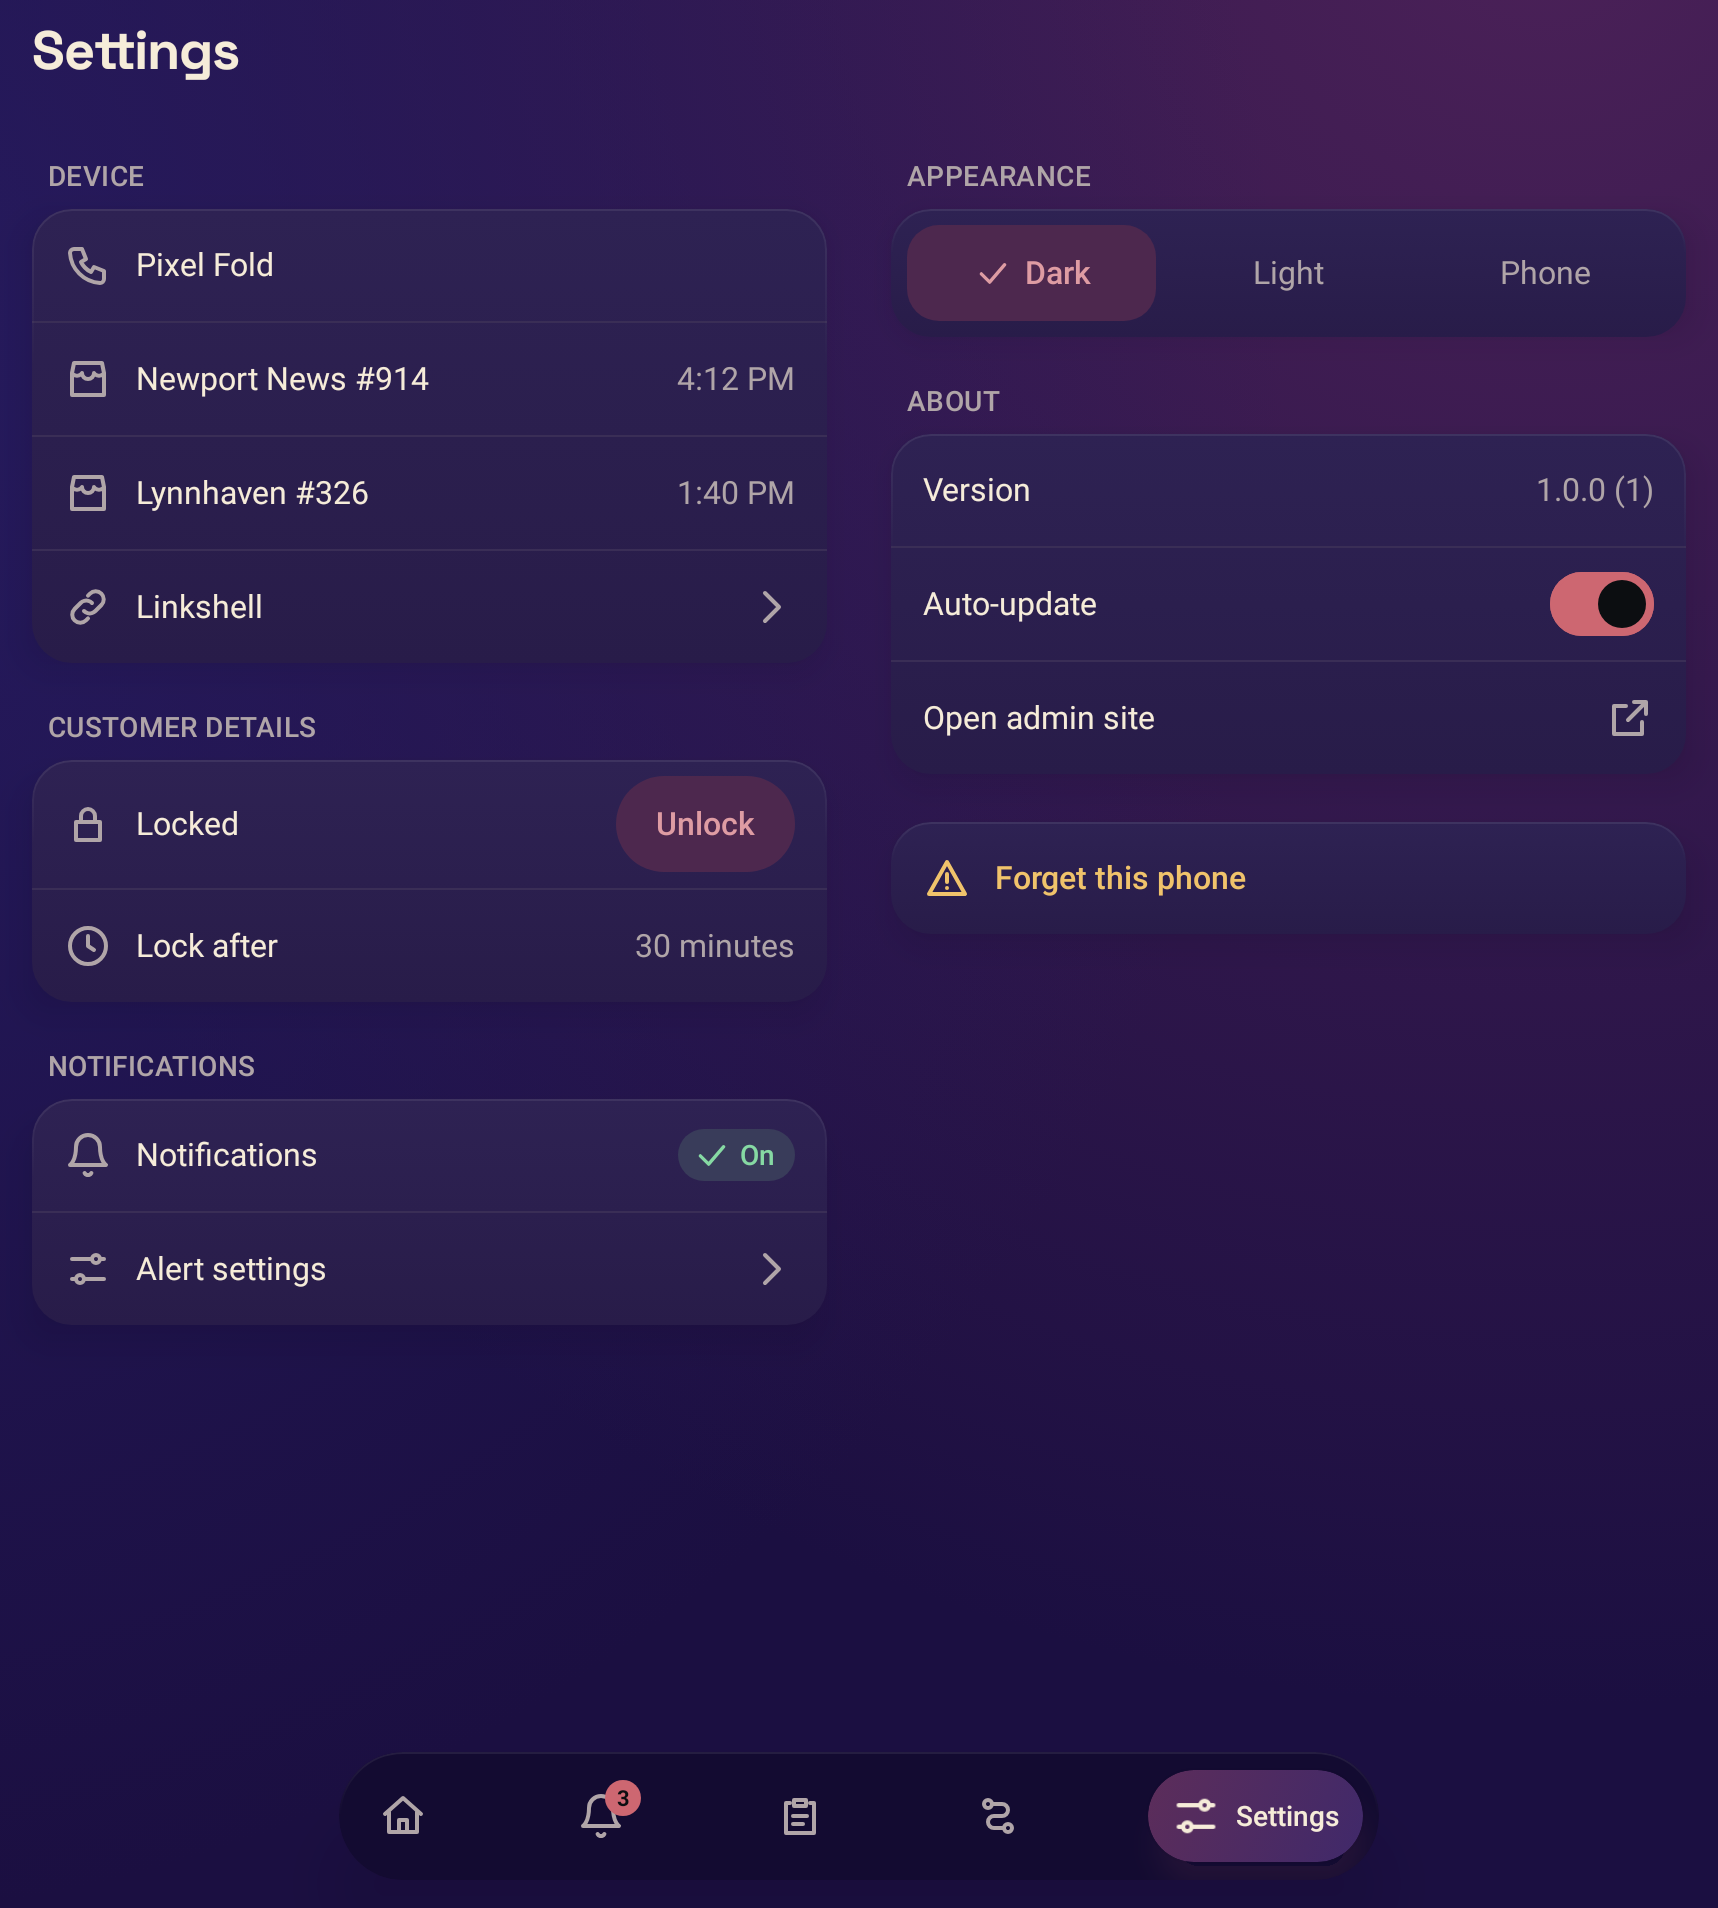 Settings
DEVICE
Pixel Fold
Newport News #914 4:12 PM
Lynnhaven #326 1:40 PM
Linkshell
CUSTOMER DETAILS
Locked Unlock
Lock after 30 minutes
NOTIFICATIONS
Notifications On
Alert settings
APPEARANCE
Dark Light Phone
ABOUT
Version 1.0.0 (1)
Auto-update
Open admin site
Forget this phone
3
Settings